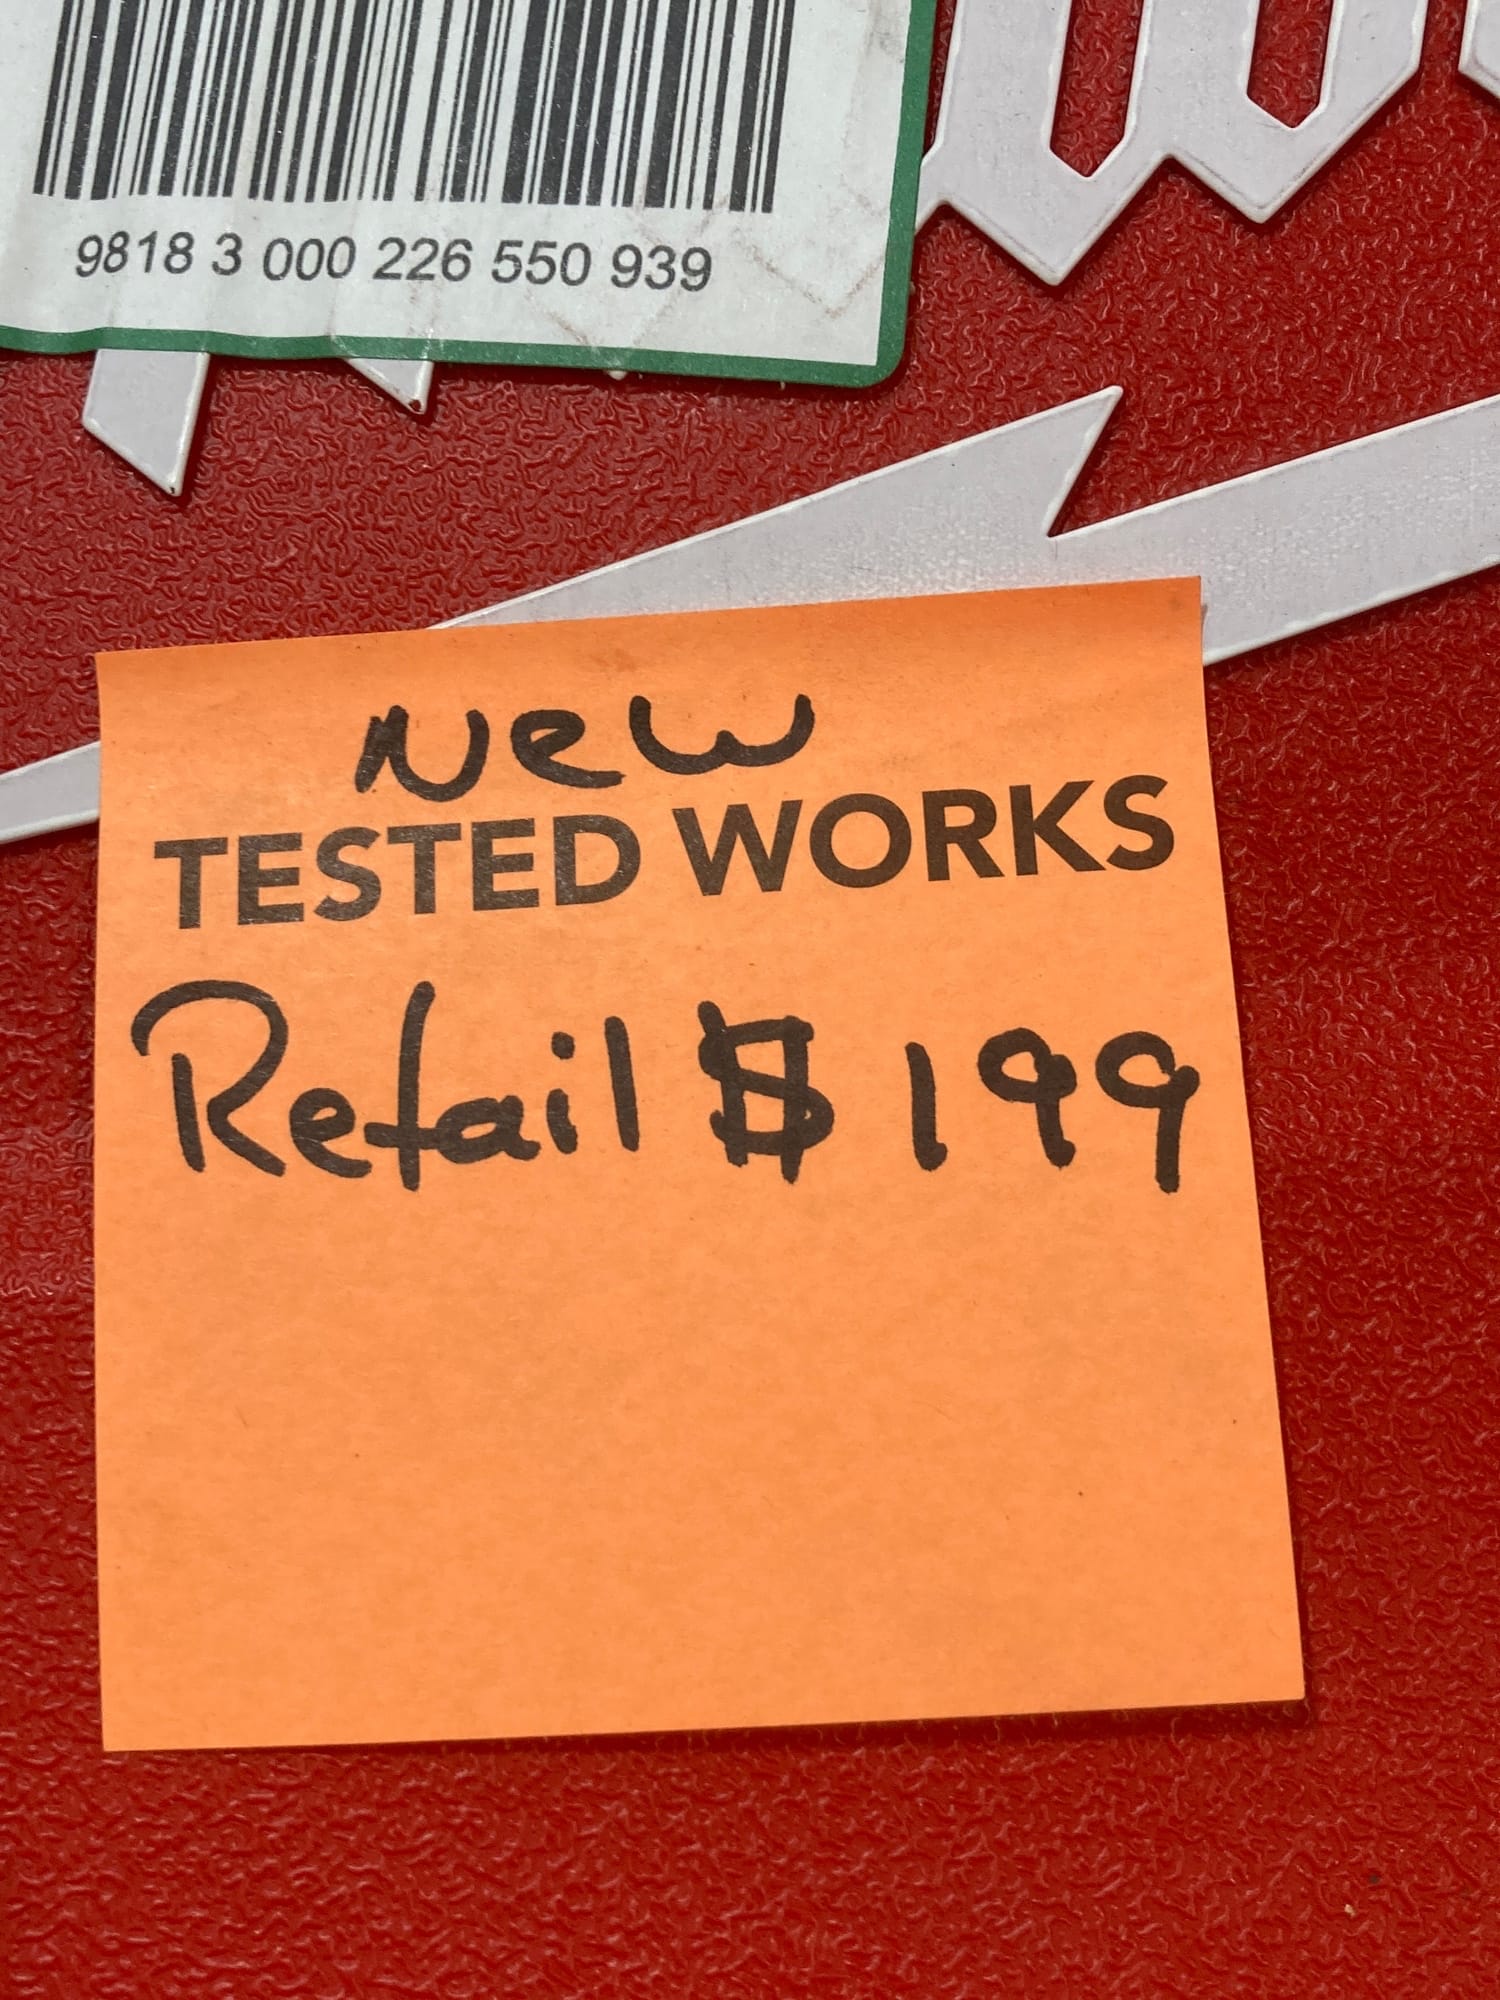 9818 3 000 226 550 939
New
TESTED WORKS
Retail $199